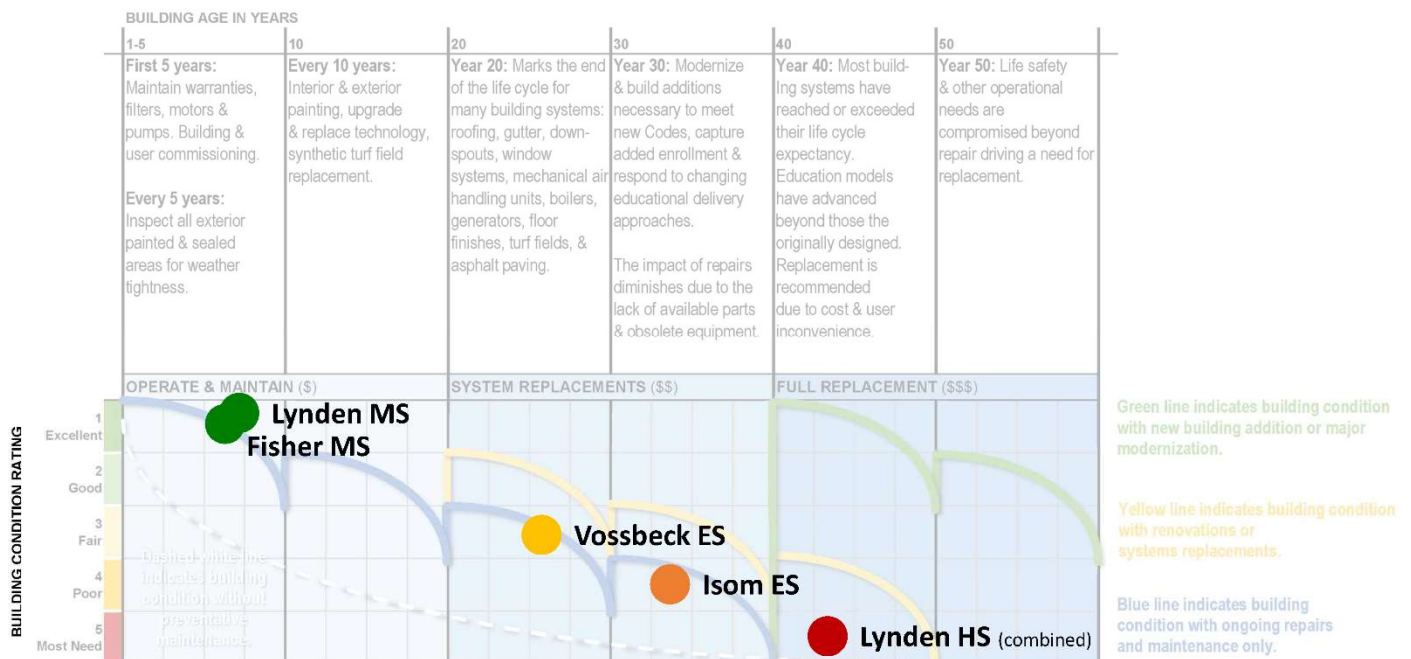 BUILDING AGE IN YEARS
1-5
10
20
30
40
50
First 5 years:
Maintain warranties,
filters, motors &
pumps. Building &
user commissioning.
Every 5 years:
Inspect all exterior
painted & sealed
areas for weather
tightness.
Every 10 years:
Interior & exterior
painting, upgrade
& replace technology,
synthetic turf field
replacement.
Year 20: Marks the end
of the life cycle for
many building systems:
roofing, gutter, down-
spouts, window
systems, mechanical air
handling units, boilers,
generators, floor
finishes, turf fields, &
asphalt paving.
Year 30: Modernize
& build additions
necessary to meet
new Codes, capture
added enrollment &
respond to changing
educational delivery
approaches.
The impact of repairs
diminishes due to the
lack of available parts
& obsolete equipment.
Year 40: Most build-
ing systems have
reached or exceeded
their life cycle
expectancy.
Education models
have advanced
beyond those the
originally designed.
Replacement is
recommended
due to cost & user
inconvenience.
Year 50: Life safety
& other operational
needs are
compromised beyond
repair driving a need for
replacement.
OPERATE & MAINTAIN ($)
SYSTEM REPLACEMENTS ($$)
FULL REPLACEMENT ($$$)
BUILDING CONDITION RATING
1
Excellent
2
Good
3
Fair
4
Poor
5
Most Need
Lynden MS
Fisher MS
Vossbeck ES
Isom ES
Lynden HS (combined)
Dashed white line
indicates building
condition without
preventative
maintenance.
Green line indicates building condition
with new building addition or major
modernization.
Yellow line indicates building condition
with renovations or
systems replacements.
Blue line indicates building
condition with ongoing repairs
and maintenance only.